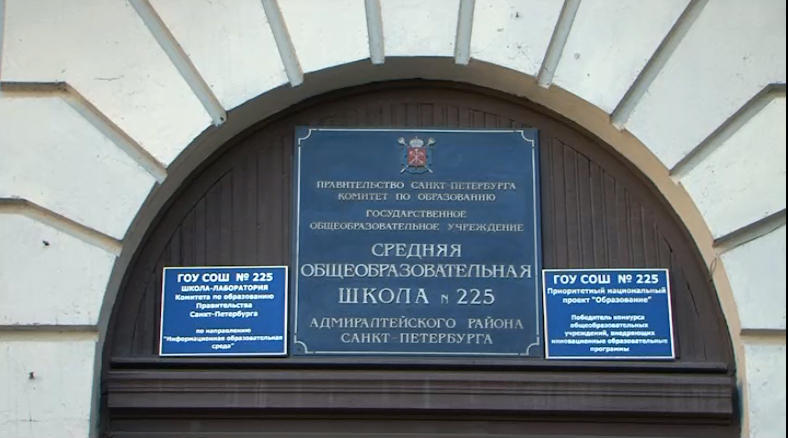 ПРАВИТЕЛЬСТВО САНКТ-ПЕТЕРБУРГА
КОМИТЕТ ПО ОБРАЗОВАНИЮ
ГОСУДАРСТВЕННОЕ
ОБЩЕОБРАЗОВАТЕЛЬНОЕ УЧРЕЖДЕНИЕ
СРЕДНЯЯ
ОБЩЕОБРАЗОВАТЕЛЬНАЯ
ШКОЛА N 225
АДМИРАЛТЕЙСКОГО РАЙОНА
САНКТ-ПЕТЕРБУРГА
ГОУ СОШ № 225
ШКОЛА-ЛАБОРАТОРИЯ
Комитета по образованию
Правительства
Санкт-Петербурга
по направлению
"Информационная образовательная
среда"
ГОУ СОШ № 225
Приоритетный национальный
проект "Образование"
Победитель конкурса
общеобразовательных
учреждений, внедряющих
инновационные образовательные
программы